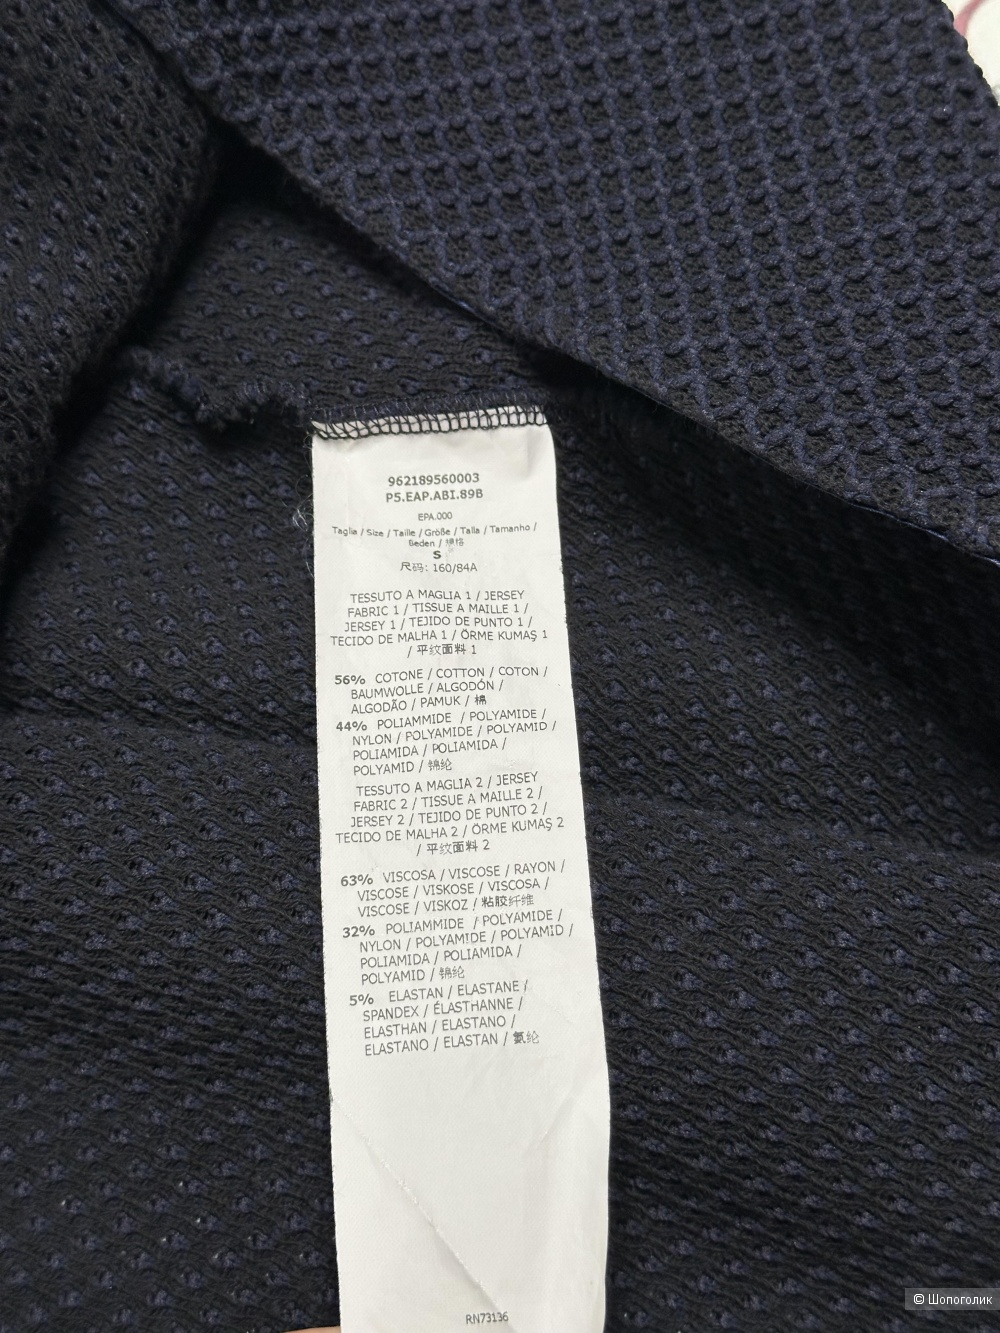 962189560003
P5.EAP.ABI.89B
EPA.000
Taglia / Size / Taille / Größe / Talla / Tamanho /
Beden / 规格
S
尺码: 160/84A
TESSUTO A MAGLIA 1 / JERSEY
FABRIC 1 / TISSUE A MAILLE 1 /
JERSEY 1 / TEJIDO DE PUNTO 1 /
TECIDO DE MALHA 1 / ÖRME KUMAŞ 1
/ 平纹面料 1
56% COTONE / COTTON / COTON /
BAUMWOLLE / ALGODÓN /
ALGODÃO / PAMUK / 棉
44% POLIAMMIDE / POLYAMIDE /
NYLON / POLYAMIDE / POLYAMID /
POLIAMIDA / POLIAMIDA /
POLYAMID / 锦纶
TESSUTO A MAGLIA 2 / JERSEY
FABRIC 2 / TISSUE A MAILLE 2 /
JERSEY 2 / TEJIDO DE PUNTO 2 /
TECIDO DE MALHA 2 / ÖRME KUMAŞ 2
/ 平纹面料 2
63% VISCOSA / VISCOSE / RAYON /
VISCOSE / VISKOSE / VISCOSA /
VISCOSE / VISKOZ / 粘胶纤维
32% POLIAMMIDE / POLYAMIDE /
NYLON / POLYAMIDE / POLYAMID /
POLIAMIDA / POLIAMIDA /
POLYAMID / 锦纶
5% ELASTAN / ELASTANE /
SPANDEX / ÉLASTHANNE /
ELASTHAN / ELASTANO /
ELASTANO / ELASTAN / 氨纶
RN73136
© Шопоголик